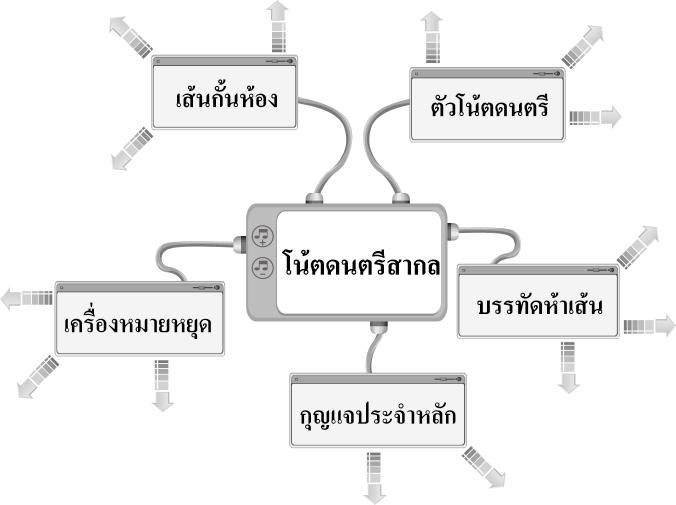 เส้นกั้นห้อง
ตัวโน้ตดนตรี
โน้ตดนตรีสากล
เครื่องหมายหยุด
บรรทัดห้าเส้น
กุญแจประจำหลัก